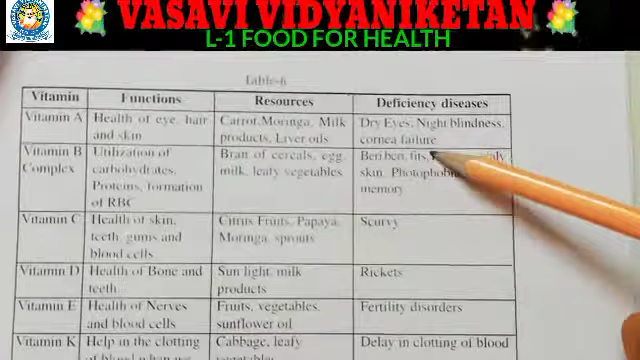 VASAVI VIDYANIKETAN
L-1 FOOD FOR HEALTH
Table-6
Vitamin Functions Resources Deficiency diseases
Vitamin A Health of eye, hair and skin Carrot,Moringa, Milk products, Liver oils Dry Eyes, Night blindness, cornea failure
Vitamin B Complex Utilization of carbohydrates, Proteins, formation of RBC Bran of cereals, egg, milk, leafy vegetables Beri beri, fits, skin, memory
Vitamin C Health of skin, teeth, gums and blood cells Citrus Fruits, Papaya, Moringa, sprouts Scurvy
Vitamin D Health of Bone and teeth Sun light, milk products Rickets
Vitamin E Health of Nerves and blood cells Fruits, vegetables, sunflower oil Fertility disorders
Vitamin K Help in the clotting Cabbage, leafy Delay in clotting of blood